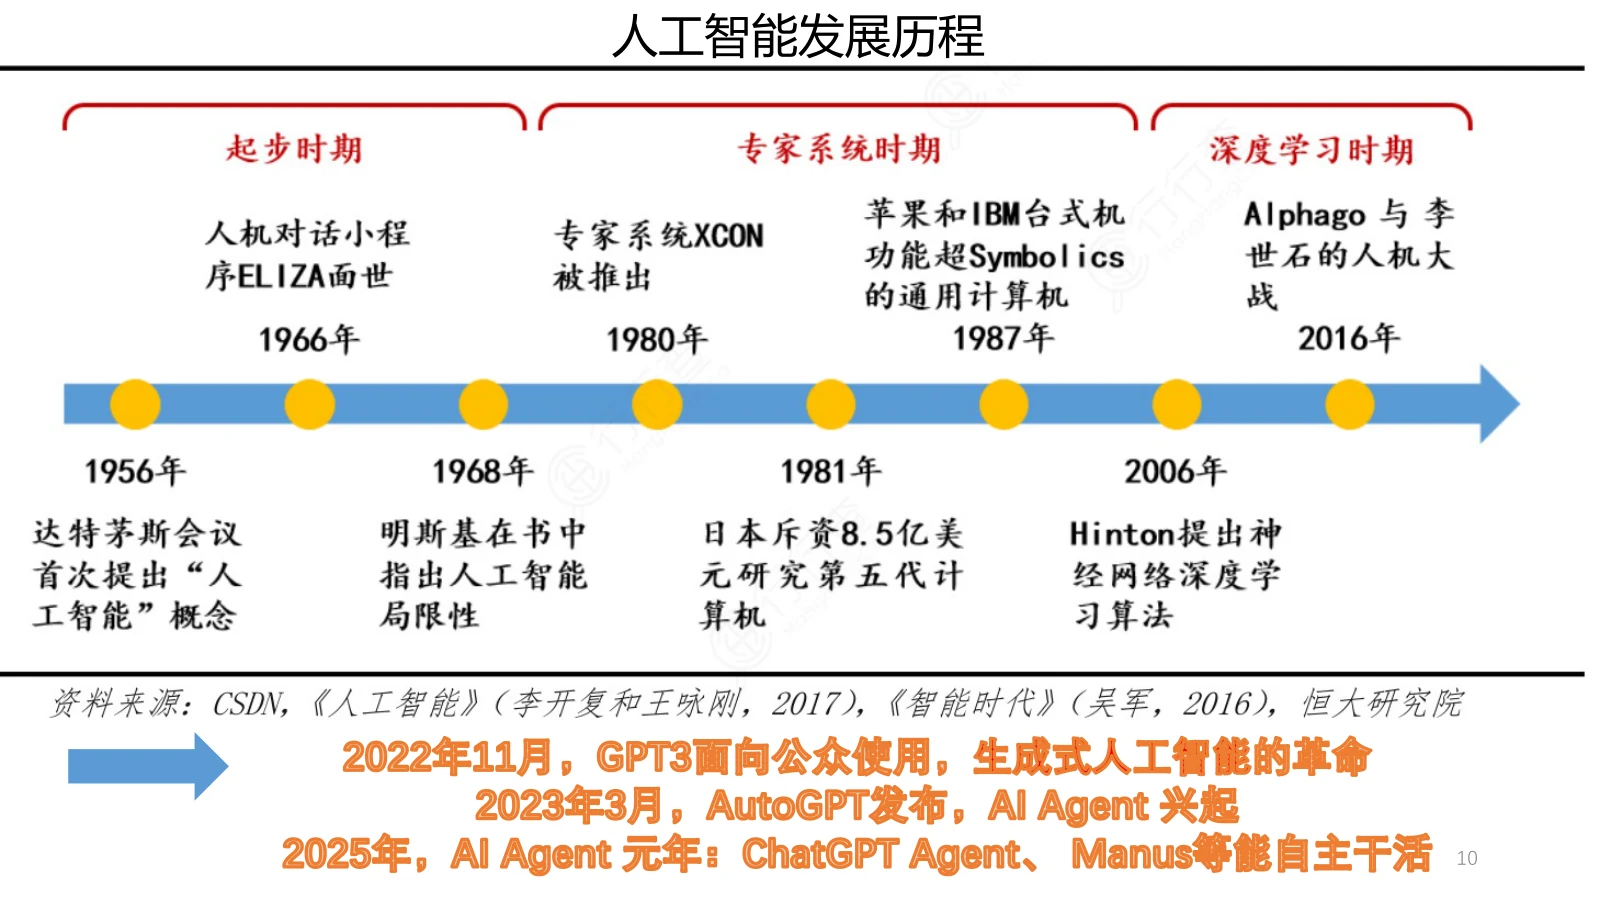 人工智能发展历程
起步时期
专家系统时期
深度学习时期
人机对话小程
序ELIZA面世
1966年
专家系统XCON
被推出
1980年
苹果和IBM台式机
功能超Symbolics
的通用计算机
1987年
Alphago 与 李
世石的人机大
战
2016年
1956年
达特茅斯会议
首次提出“人
工智能”概念
1968年
明斯基在书中
指出人工智能
局限性
1981年
日本斥资8.5亿美
元研究第五代计
算机
2006年
Hinton提出神
经网络深度学
习算法
资料来源：CSDN，《人工智能》（李开复和王咏刚，2017），《智能时代》（吴军，2016），恒大研究院
2022年11月，GPT3面向公众使用，生成式人工智能的革命
2023年3月，AutoGPT发布，AI Agent 兴起
2025年，AI Agent 元年：ChatGPT Agent、 Manus等能自主干活
10